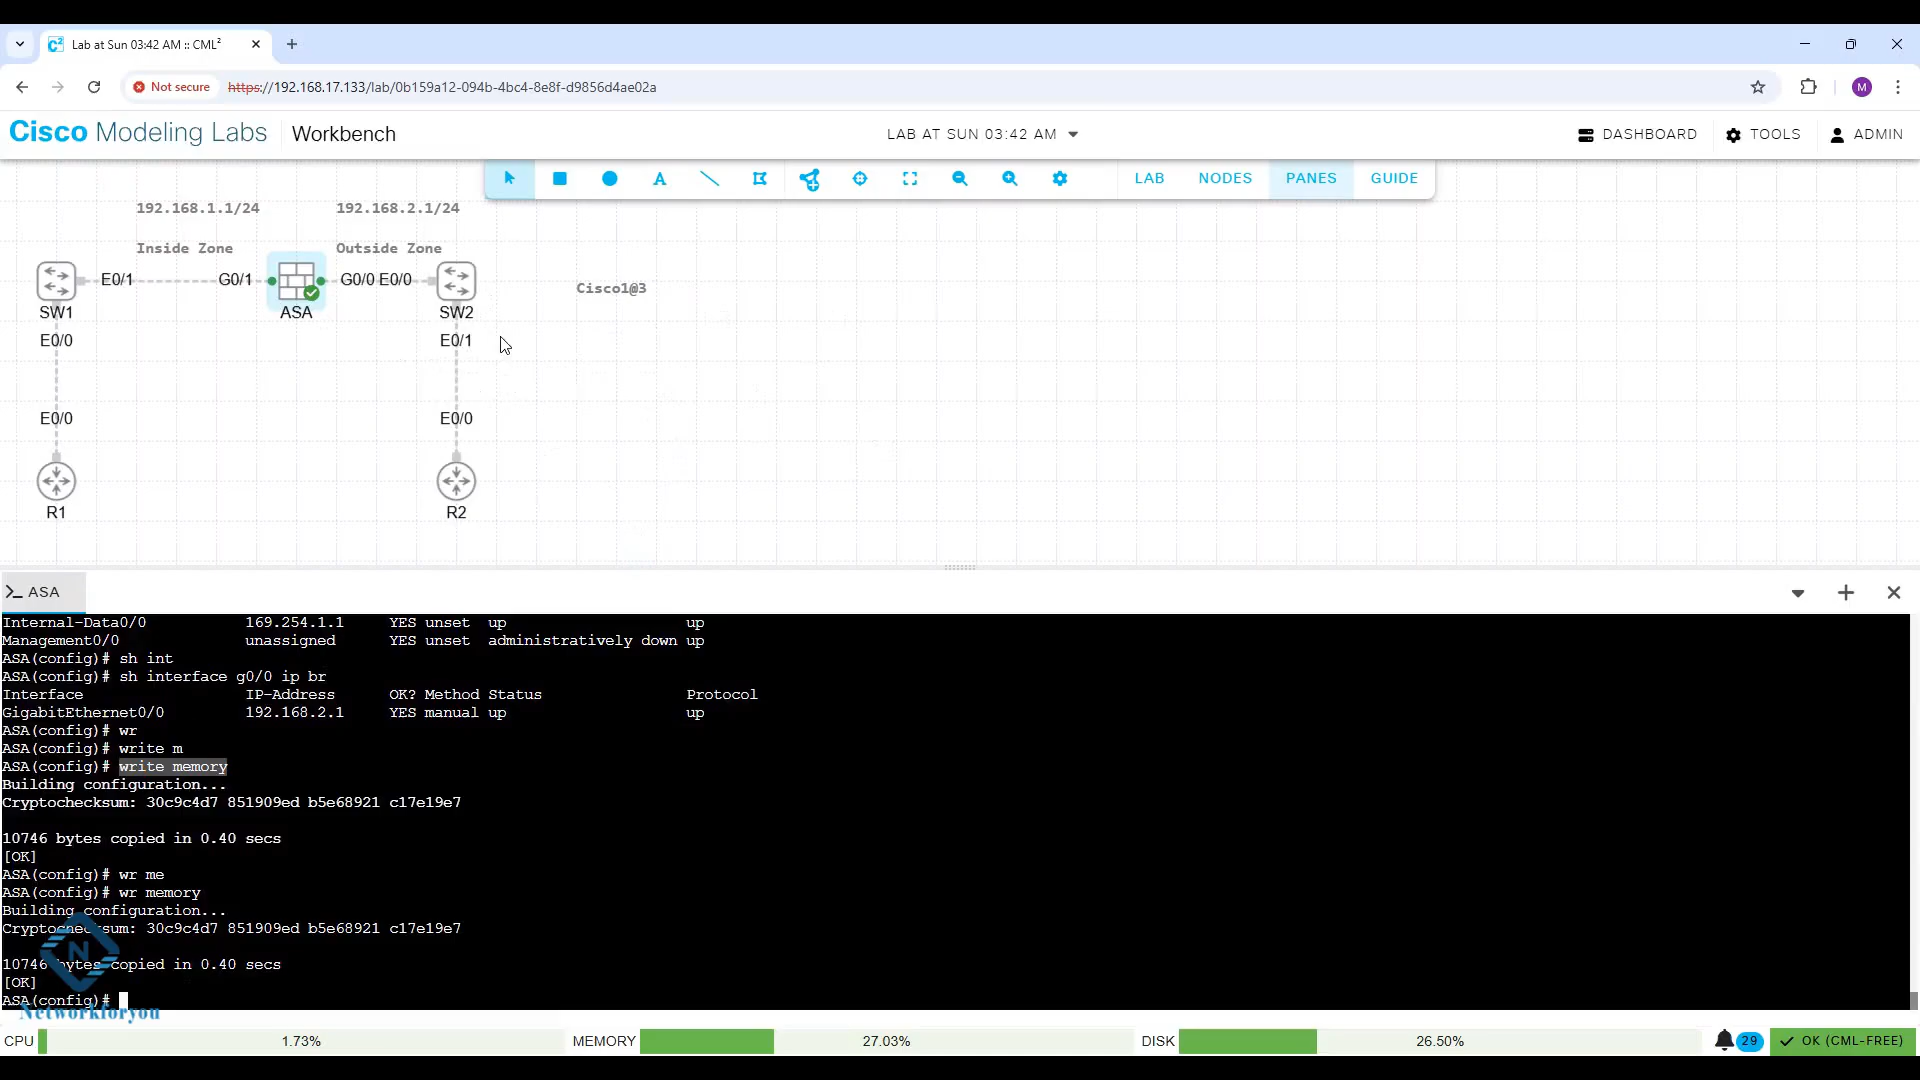 Lab at Sun 03:42 AM :: CML²
Not secure https://192.168.17.133/lab/0b159a12-094b-4bc4-8e8f-d9856d4ae02a
M
Cisco Modeling Labs Workbench LAB AT SUN 03:42 AM DASHBOARD TOOLS ADMIN
A LAB NODES PANES GUIDE
192.168.1.1/24 192.168.2.1/24
Inside Zone Outside Zone
E0/1 G0/1 G0/0 E0/0 Cisco1@3
SW1 ASA SW2
E0/0 E0/1
E0/0 E0/0
R1 R2
ASA
Internal-Data0/0 169.254.1.1 YES unset up up
Management0/0 unassigned YES unset administratively down up
ASA(config)# sh int
ASA(config)# sh interface g0/0 ip br
Interface IP-Address OK? Method Status Protocol
GigabitEthernet0/0 192.168.2.1 YES manual up up
ASA(config)# wr
ASA(config)# write m
ASA(config)# write memory
Building configuration...
Cryptochecksum: 30c9c4d7 851909ed b5e68921 c17e19e7
10746 bytes copied in 0.40 secs
[OK]
ASA(config)# wr me
ASA(config)# wr memory
Building configuration...
Cryptochecksum: 30c9c4d7 851909ed b5e68921 c17e19e7
10746 bytes copied in 0.40 secs
[OK]
ASA(config)#
N
Networkforyou
CPU 1.73% MEMORY 27.03% DISK 26.50% 29 OK (CML-FREE)